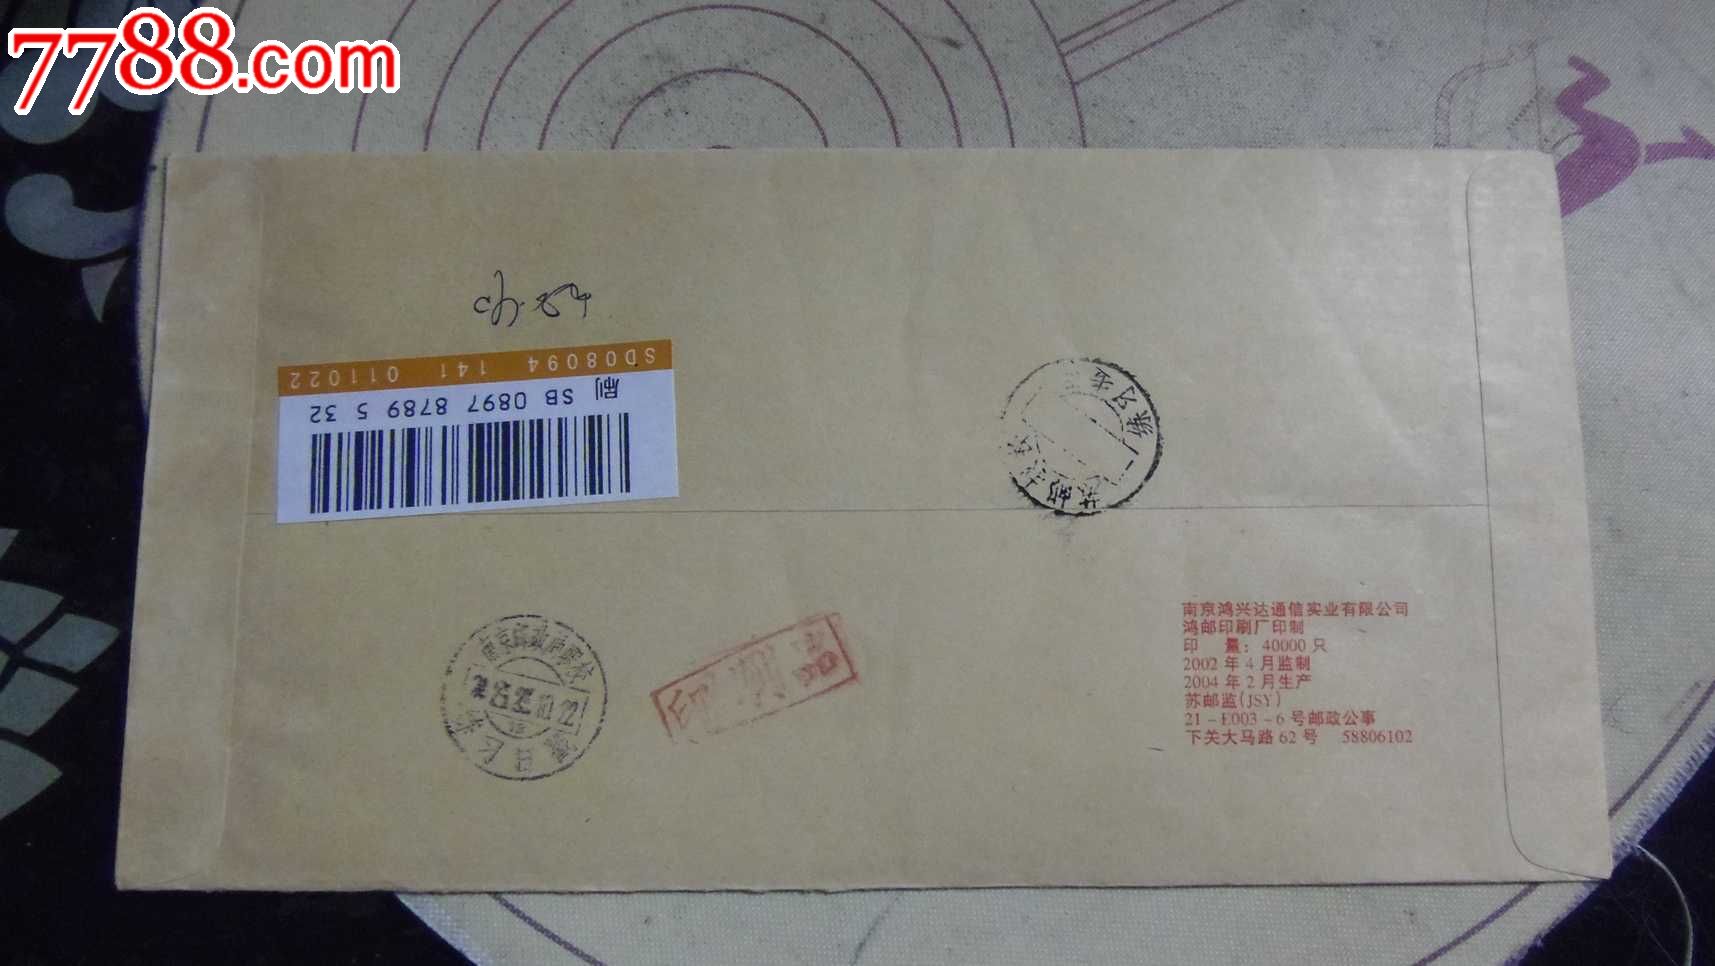 7788.com
SD08094 141 011022
刷 SB 0897 8789 5 32
印刷品
南京鸿兴达通信实业有限公司
鸿邮印刷厂印制
印 量: 40000 只
2002 年 4 月监制
2004 年 2 月生产
苏邮监(JSY)
21-E003-6 号邮政公事
下关大马路 62 号 58806102